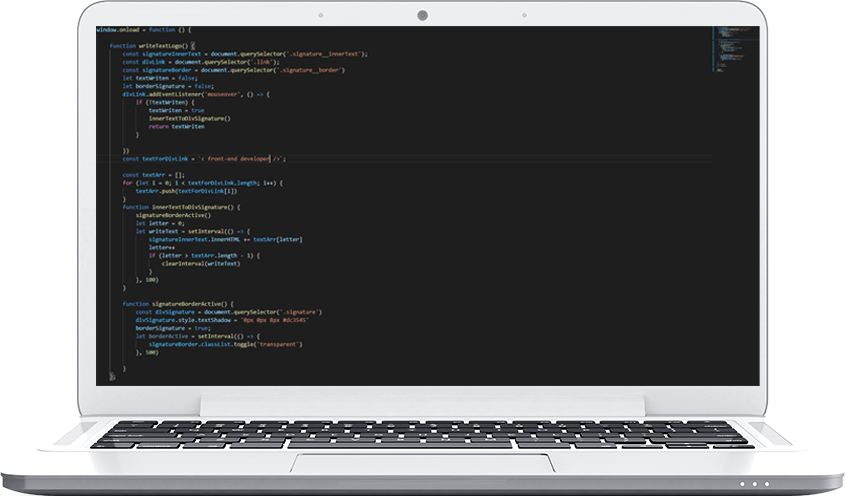 window.onload = function () {
function writeTextLogo() {
const signatureInnerText = document.querySelector('.signature__innerText');
const divLink = document.querySelector('.link');
const signatureBorder = document.querySelector('.signature__border')
let textWriten = false;
let borderSignature = false;
divLink.addEventListener('mouseover', () => {
if (!textWriten) {
textWriten = true
innerTextToDivSignature()
return textWriten
}
})
const textForDivLink = `< front-end developer />`;
const textArr = [];
for (let i = 0; i < textForDivLink.length; i++) {
textArr.push(textForDivLink[i])
}
function innerTextToDivSignature() {
signatureBorderActive()
let letter = 0;
let writeText = setInterval(() => {
signatureInnerText.innerHTML += textArr[letter]
letter++
if (letter > textArr.length - 1) {
clearInterval(writeText)
}
}, 100)
}
function signatureBorderActive() {
const divSignature = document.querySelector('.signature')
divSignature.style.textShadow = '0px 0px 8px #dc3545'
borderSignature = true;
let borderActive = setInterval(() => {
signatureBorder.classList.toggle('transparent')
}, 500)
}
};